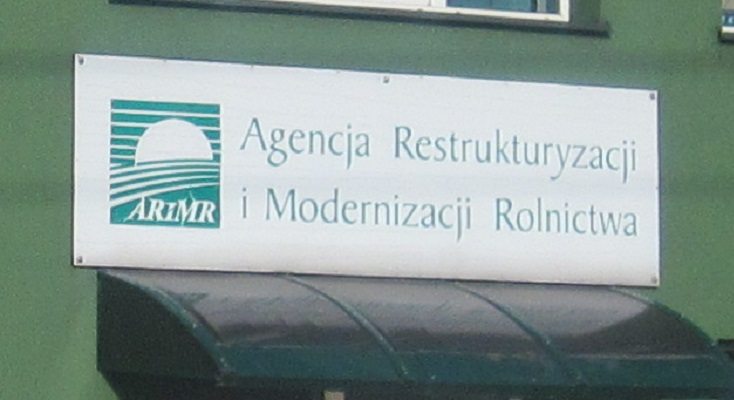 Agencja Restrukturyzacji
i Modernizacji Rolnictwa
ARiMR